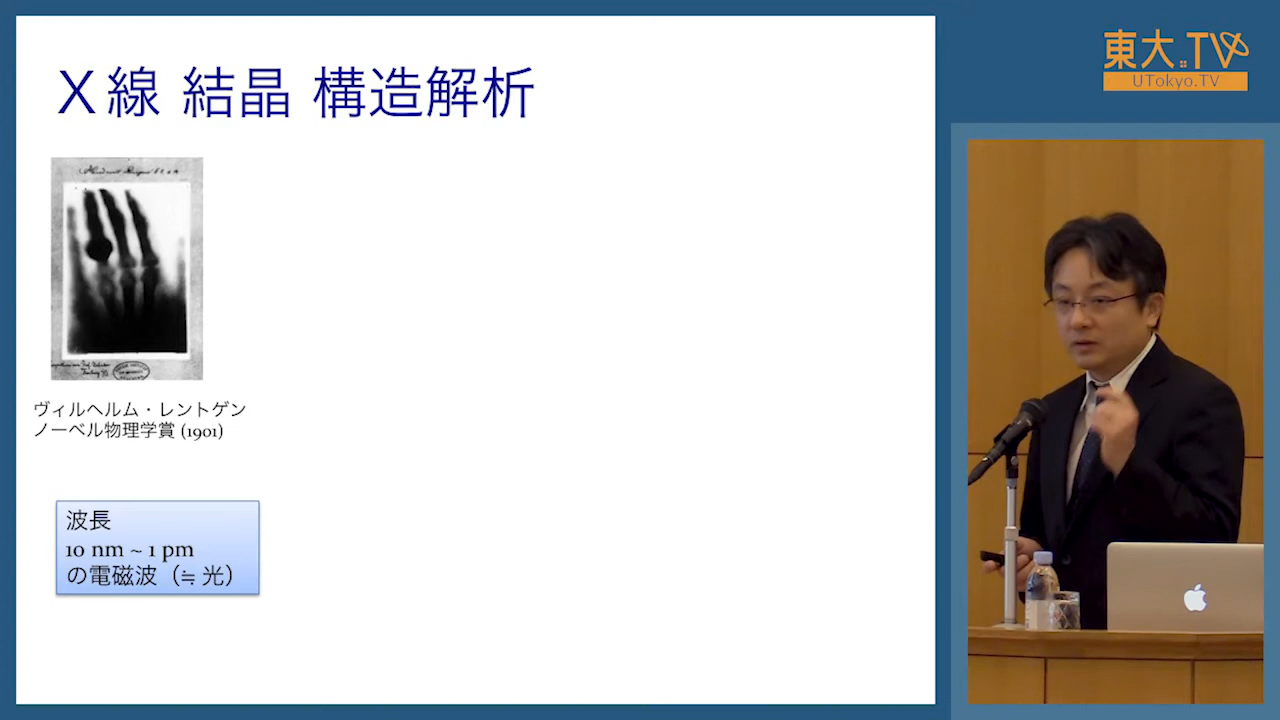 X線 結晶 構造解析
ヴィルヘルム・レントゲン
ノーベル物理学賞 (1901)
波長
10 nm ~ 1 pm
の電磁波（≒ 光）
東大.TV
UTokyo.TV